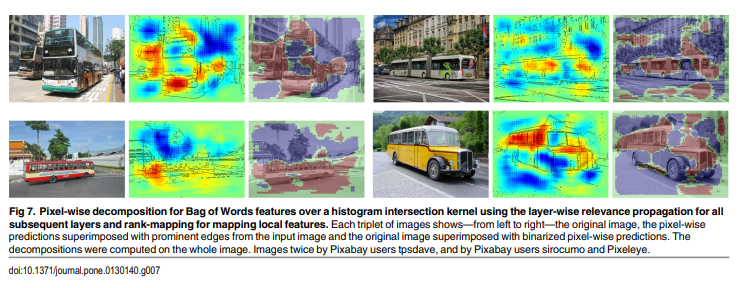 Fig 7. Pixel-wise decomposition for Bag of Words features over a histogram intersection kernel using the layer-wise relevance propagation for all
subsequent layers and rank-mapping for mapping local features. Each triplet of images shows—from left to right—the original image, the pixel-wise
predictions superimposed with prominent edges from the input image and the original image superimposed with binarized pixel-wise predictions. The
decompositions were computed on the whole image. Images twice by Pixabay users tpsdave, and by Pixabay users sirocumo and Pixeleye.
doi:10.1371/journal.pone.0130140.g007